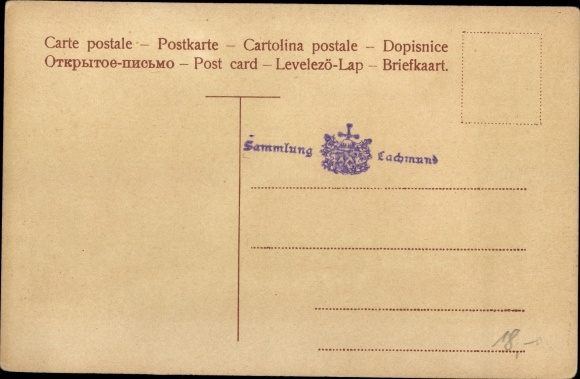 Carte postale – Postkarte – Cartolina postale – Dopisnice
Открытое-письмо – Post card – Levelezö-Lap – Briefkaart.
Sammlung Lachmund
18,-